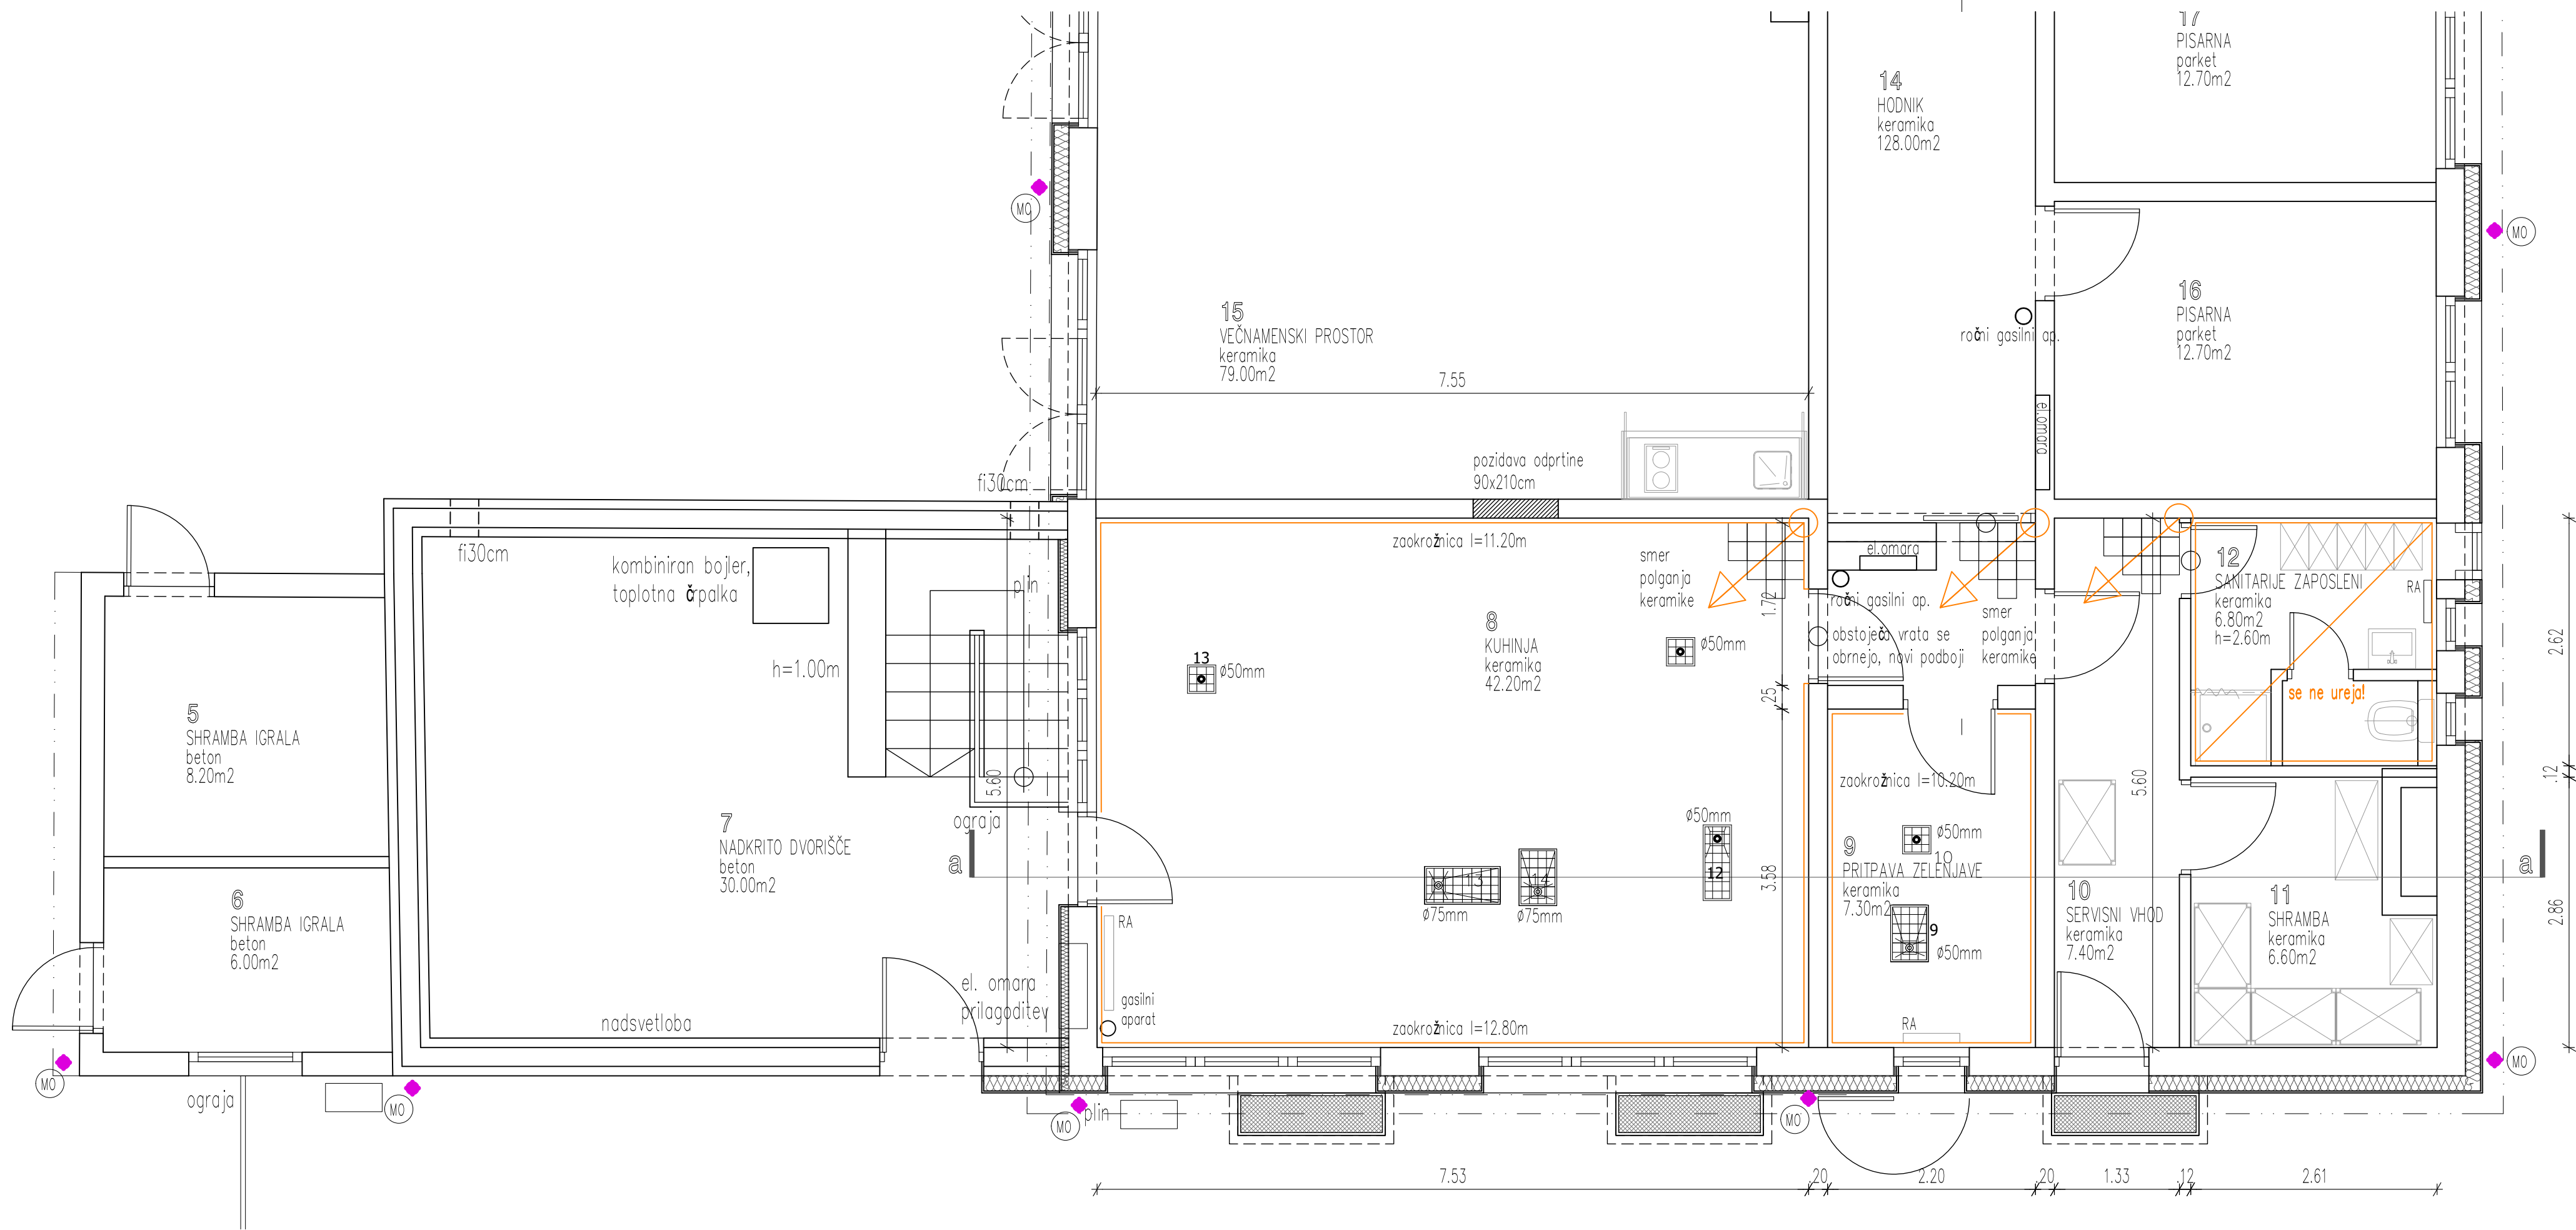 17
PISARNA
parket
12.70m2
14
HODNIK
keramika
128.00m2
MO
MO
16
PISARNA
parket
12.70m2
15
VEČNAMENSKI PROSTOR
keramika
79.00m2
ročni gasilni ap.
7.55
el.omara
pozidava odprtine
90x210cm
fi30cm
fi30cm
kombiniran bojler,
toplotna črpalka
plin
h=1.00m
zaokrožnica l=11.20m
smer
polganja
keramike
1.72
el.omara
ročni gasilni ap.
obstoječa vrata se
obrnejo, novi podboji
smer
polganja
keramike
12
SANITARIJE ZAPOSLENI
keramika
6.80m2
h=2.60m
RA
se ne ureja!
2.62
8
KUHINJA
keramika
42.20m2
13
ø50mm
ø50mm
.25
5
SHRAMBA IGRALA
beton
8.20m2
5.60
ograja
7
NADKRITO DVORIŠČE
beton
30.00m2
a
zaokrožnica l=10.20m
5.60
.12
ø50mm
12
13
ø75mm
14
ø75mm
3.58
ø50mm
10
9
PRITPAVA ZELENJAVE
keramika
7.30m2
9
ø50mm
a
6
SHRAMBA IGRALA
beton
6.00m2
10
SERVISNI VHOD
keramika
7.40m2
11
SHRAMBA
keramika
6.60m2
2.86
RA
el. omara
prilagoditev
gasilni
aparat
nadsvetloba
zaokrožnica l=12.80m
RA
MO
ograja
MO
MO
plin
MO
MO
7.53
.20
2.20
.20
1.33
.12
2.61